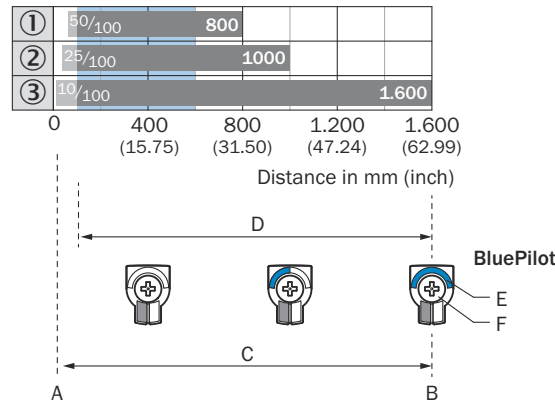 ① 50/100 800
② 25/100 1000
③ 10/100 1.600
0 400 800 1.200 1.600
(15.75) (31.50) (47.24) (62.99)
Distance in mm (inch)
D
BluePilot
E
F
C
A B